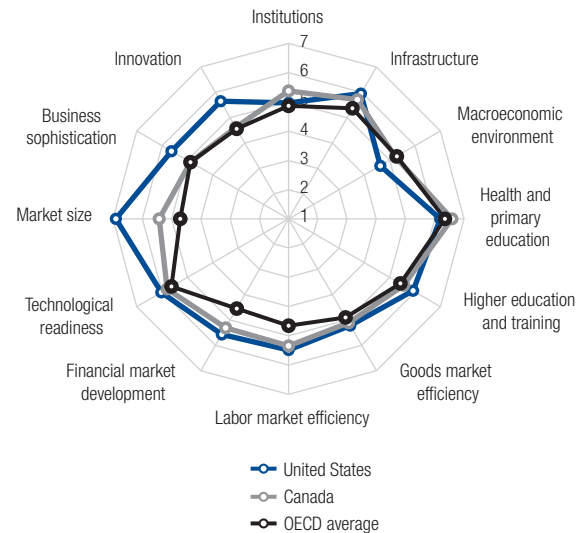 Institutions
7
Innovation
6
Infrastructure
5
Business
sophistication
4
Macroeconomic
environment
3
2
Market size
1
Health and
primary
education
Technological
readiness
Higher education
and training
Financial market
development
Goods market
efficiency
Labor market efficiency
United States
Canada
OECD average